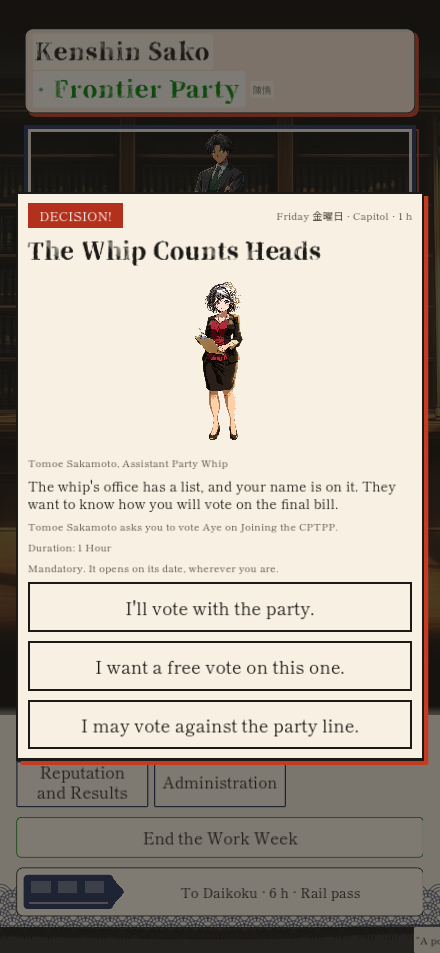 Kenshin Sako
· Frontier Party 陳情
DECISION!
Friday 金曜日 · Capitol · 1 h
The Whip Counts Heads
Tomoe Sakamoto, Assistant Party Whip
The whip's office has a list, and your name is on it. They
want to know how you will vote on the final bill.
Tomoe Sakamoto asks you to vote Aye on Joining the CPTPP.
Duration: 1 Hour
Mandatory. It opens on its date, wherever you are.
I'll vote with the party.
I want a free vote on this one.
I may vote against the party line.
Reputation
and Results
Administration
End the Work Week
To Daikoku · 6 h · Rail pass
"A po